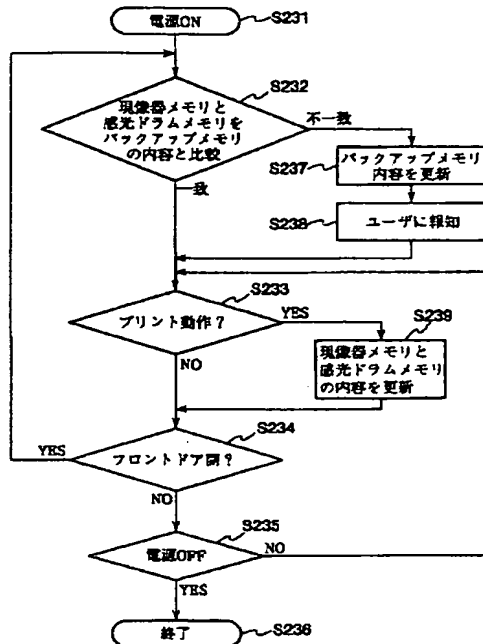 電源ON
S231
S232
現像器メモリと
感光ドラムメモリを
バックアップメモリ
の内容と比較
不一致
S237
バックアップメモリ
内容を更新
一致
S238
ユーザに報知
S233
プリント動作?
YES
S239
現像器メモリと
感光ドラムメモリ
の内容を更新
NO
S234
YES
フロントドア閉?
NO
S235
電源OFF
NO
YES
終了
S236